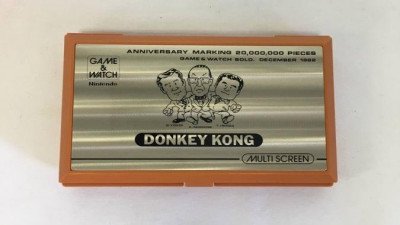 ANNIVERSARY MARKING 20,000,000 PIECES
GAME & WATCH SOLD. DECEMBER 1982
GAME
&
WATCH
Nintendo
DONKEY KONG
MULTI SCREEN